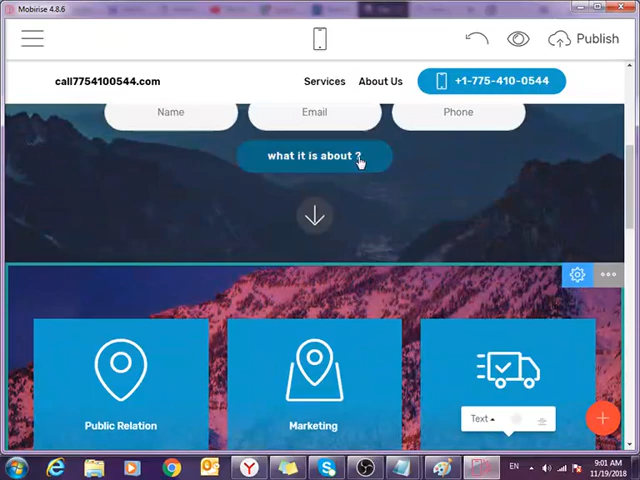 Mobirise 4.8.6
Publish
call7754100544.com
Services
About Us
+1-775-410-0544
Name
Email
Phone
what it is about ?
Public Relation
Marketing
Text
EN
9:01 AM
11/19/2018